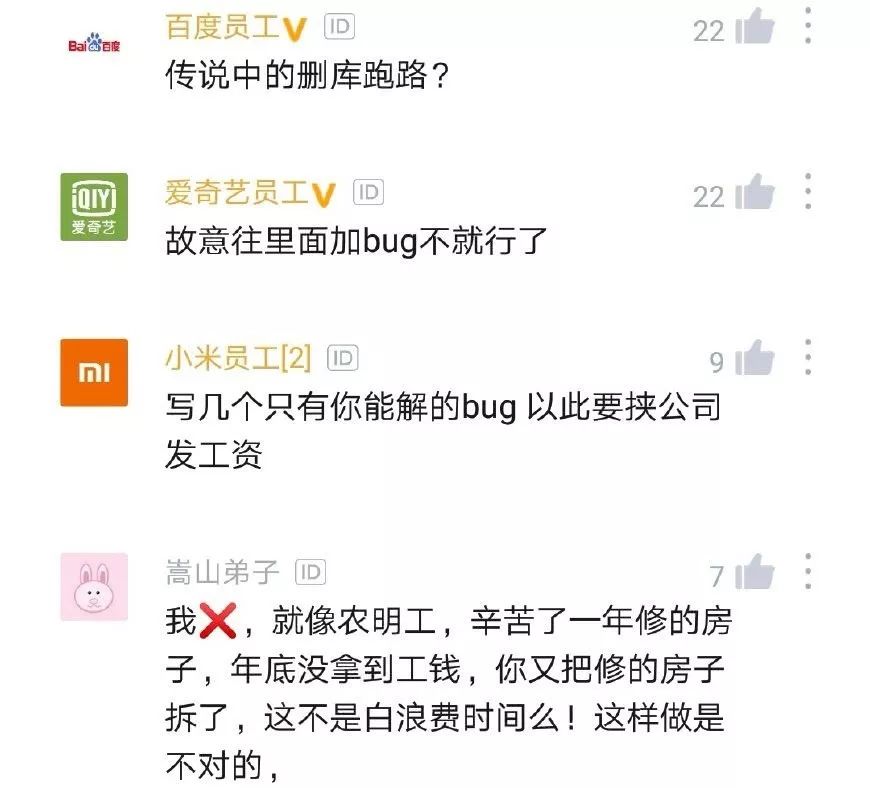 百度员工V ID
22
Bai du 百度
传说中的删库跑路？
爱奇艺员工V ID
22
QIY
爱奇艺
故意往里面加bug不就行了
小米员工[2] ID
9
mi
写几个只有你能解的bug 以此要挟公司
发工资
嵩山弟子 ID
7
我❌，就像农明工，辛苦了一年修的房
子，年底没拿到工钱，你又把修的房子
拆了，这不是白浪费时间么！这样做是
不对的，